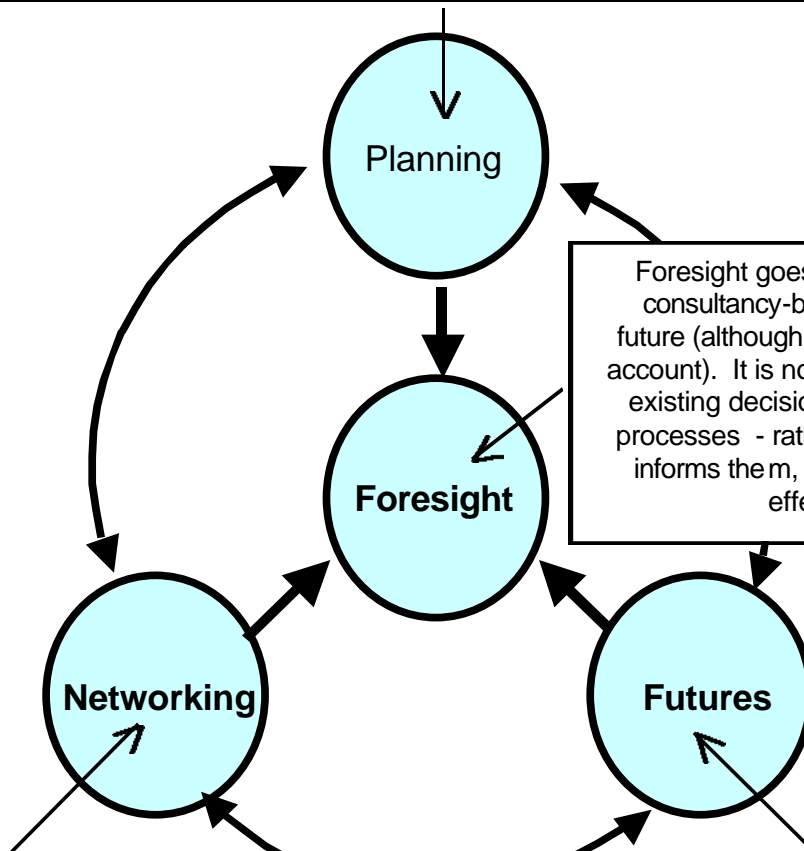 Planning
Foresight goes
consultancy-b
future (although
account). It is no
existing decisio
processes - rat
informs them,
effe
Foresight
Networking
Futures